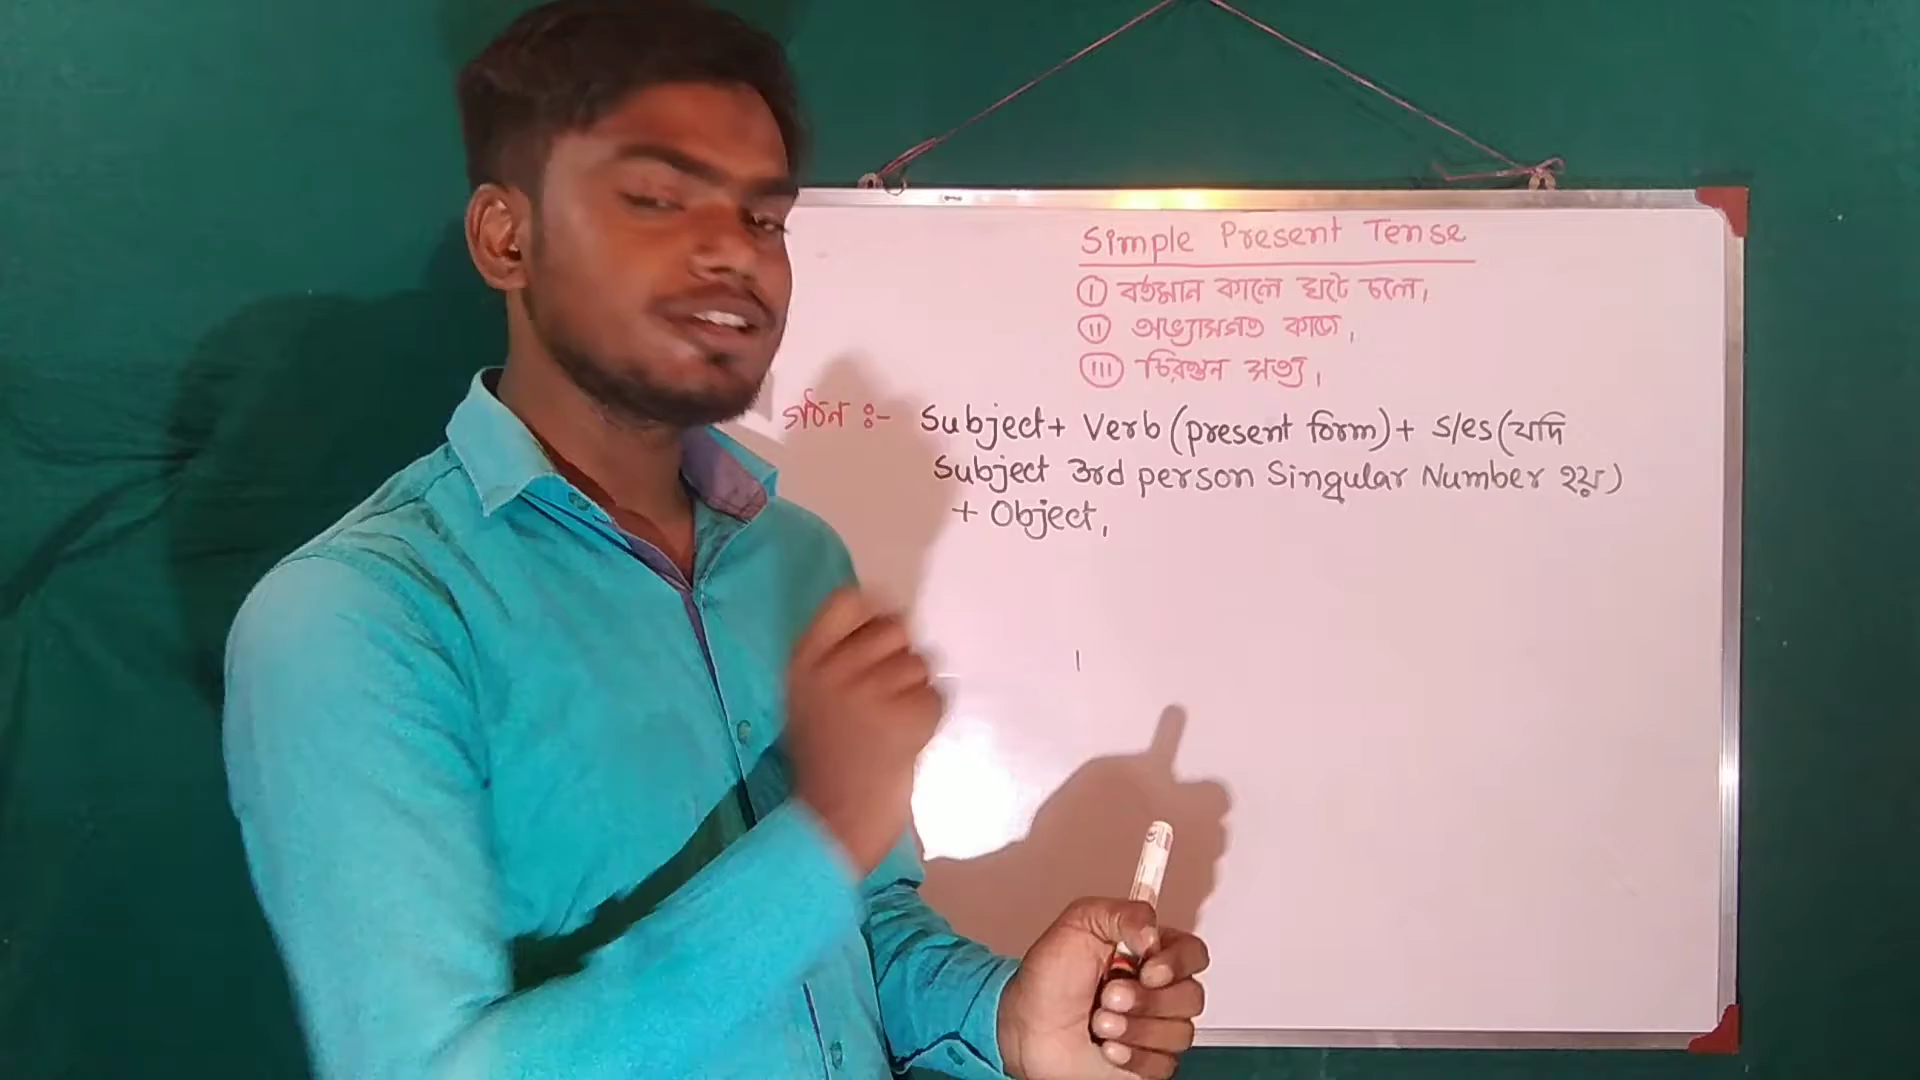 Simple Present Tense
(i) বর্তমান কালে ঘটে চলে,
(ii) অভ্যাসগত কাজ,
(iii) চিরন্তন সত্য,
গঠন :- Subject + Verb (present form) + s/es (যদি
Subject 3rd person Singular Number হয়)
+ Object,